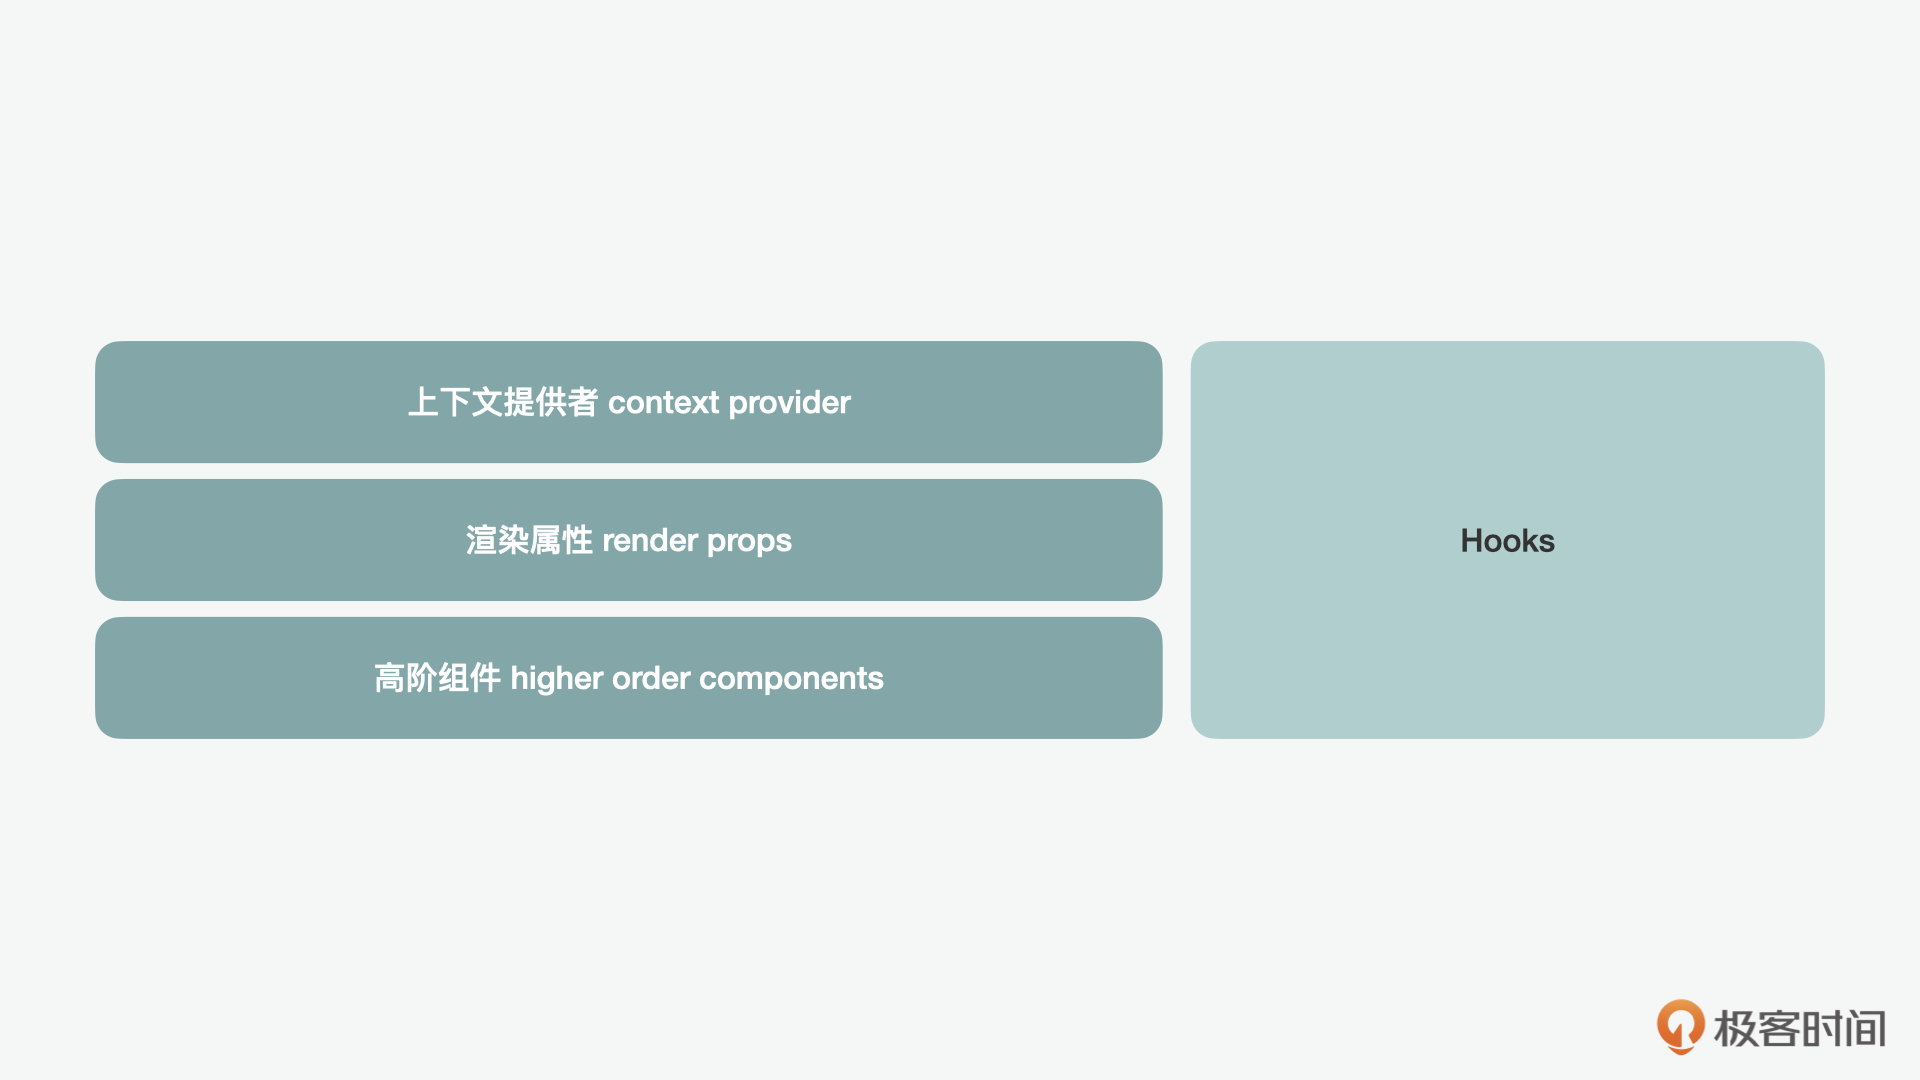 上下文提供者 context provider
渲染属性 render props
高阶组件 higher order components
Hooks
极客时间